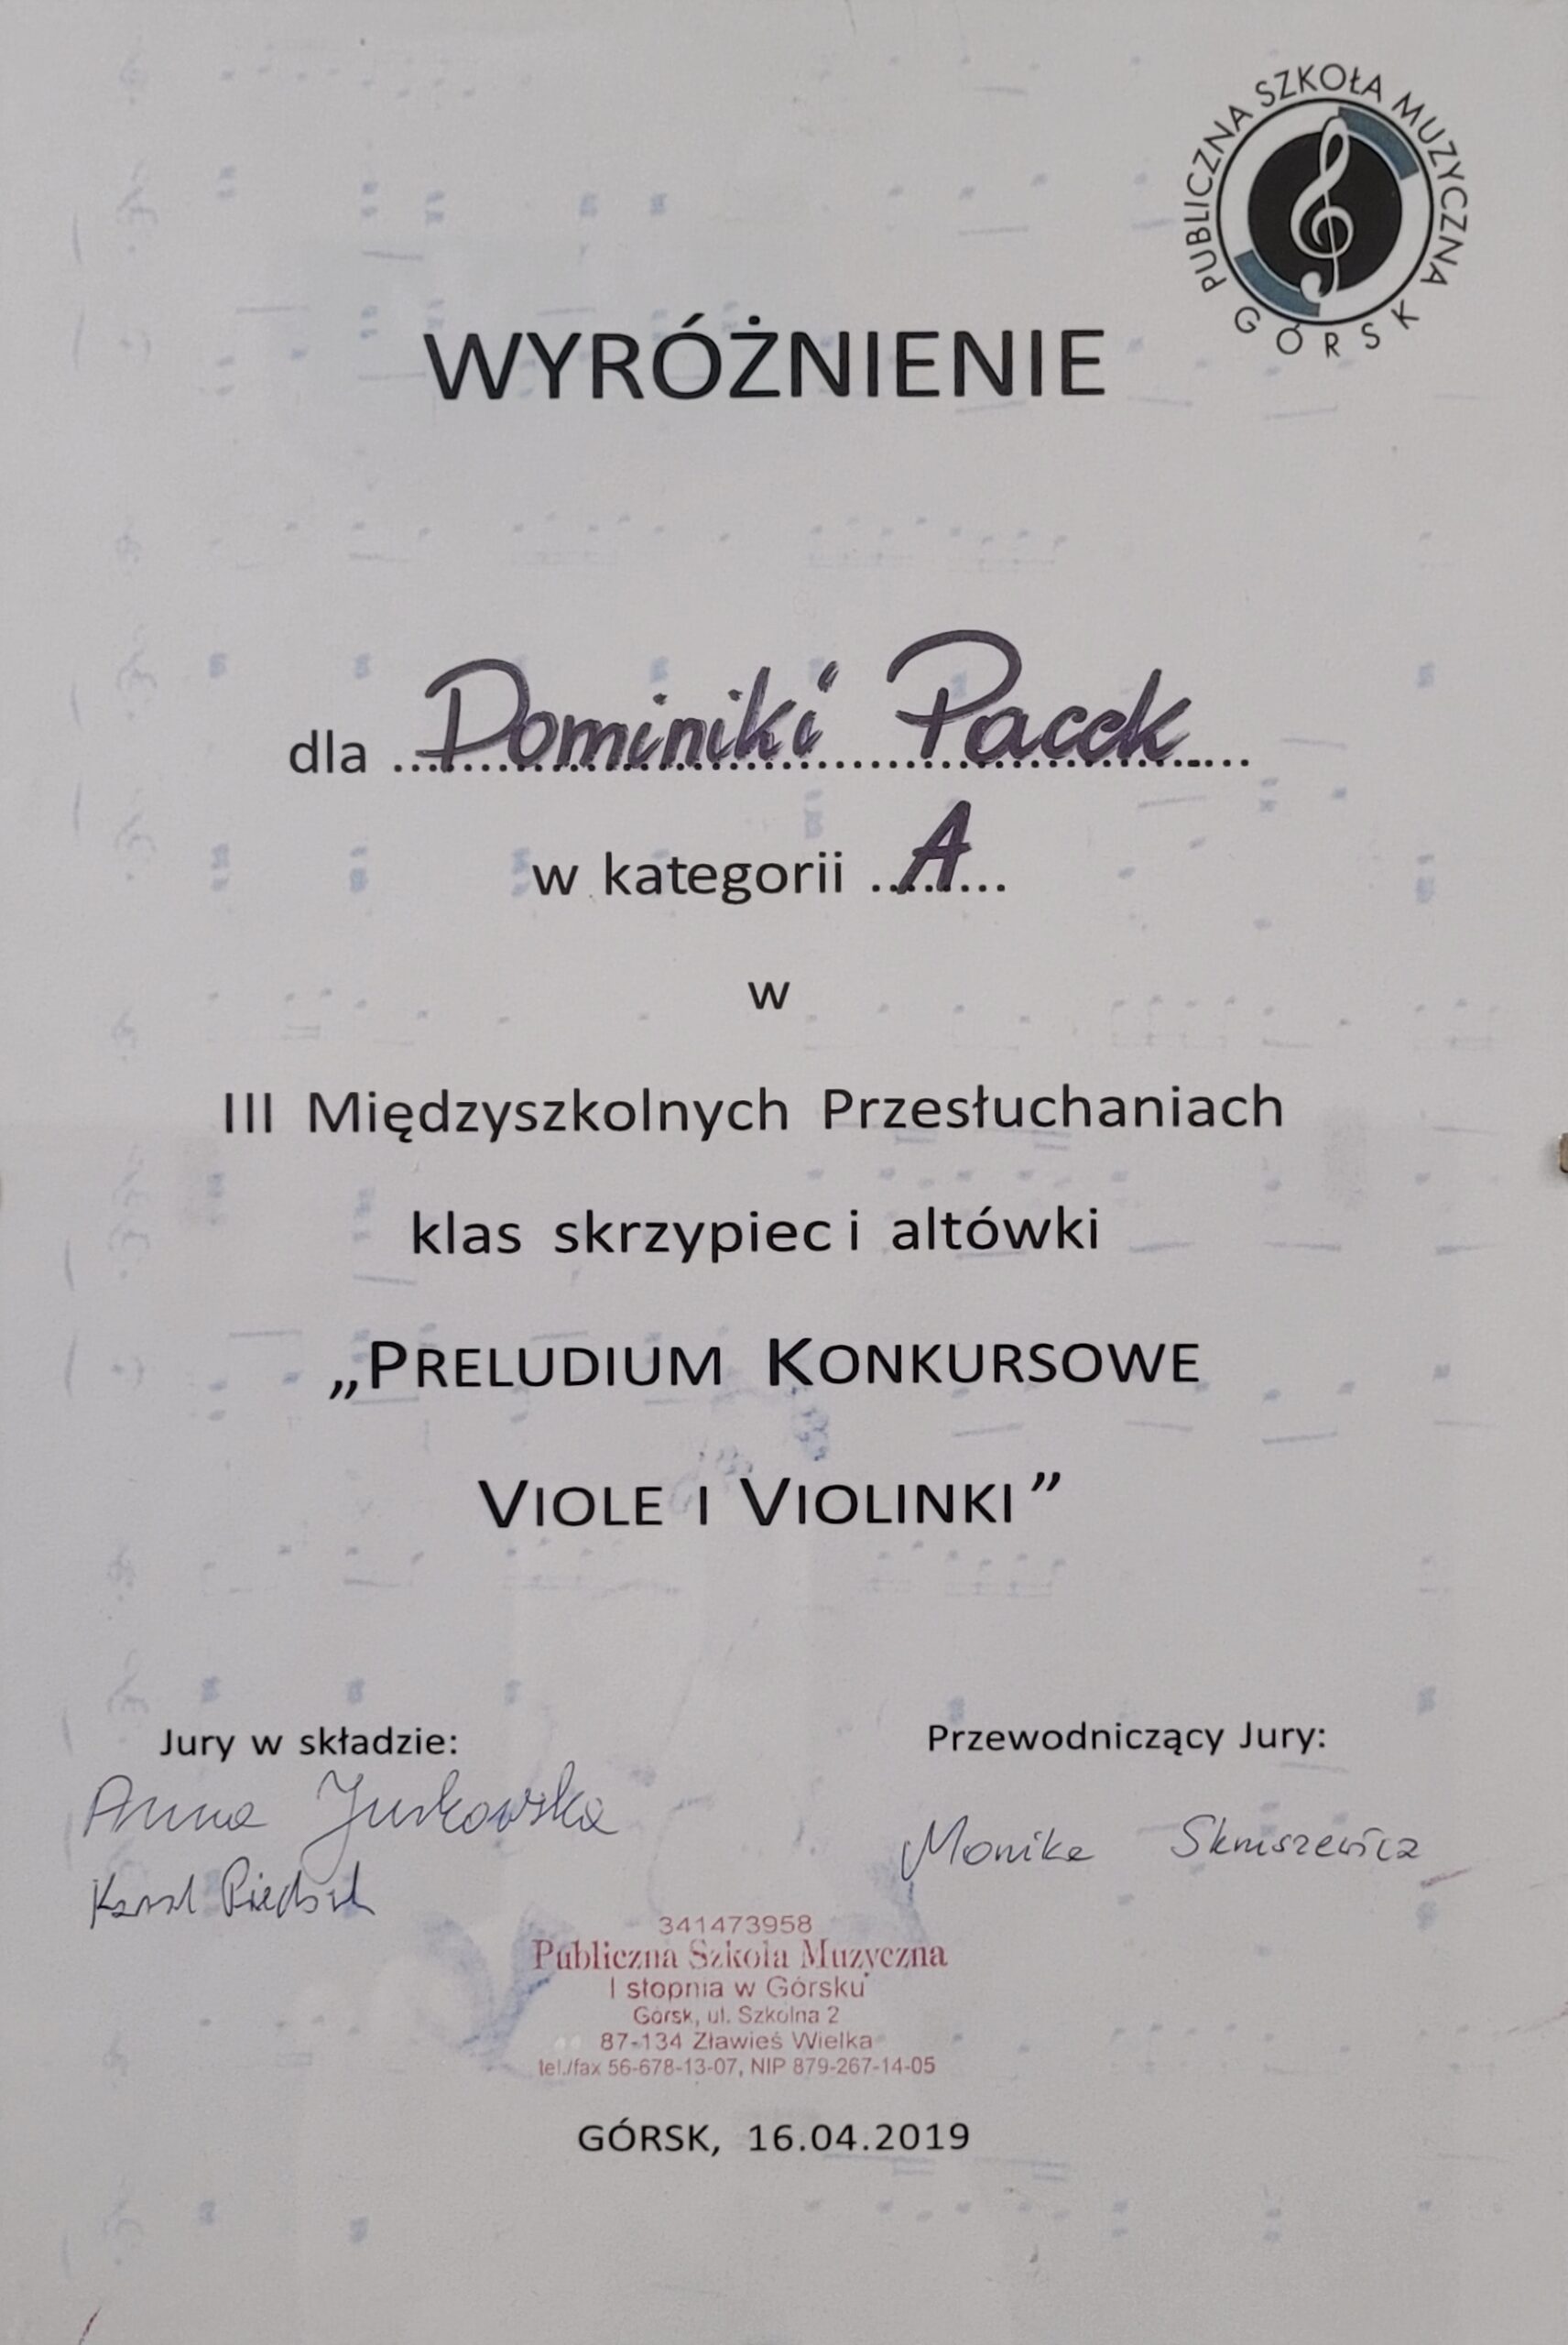 PUBLICZNA SZKOŁA MUZYCZNA
GÓRSK
WYRÓŻNIENIE
dla Dominiki Pacek
w kategorii A
w
III Międzyszkolnych Przesłuchaniach
klas skrzypiec i altówki
„PRELUDIUM KONKURSOWE
VIOLE I VIOLINKI”
Jury w składzie:
Przewodniczący Jury:
Anna Jurkowska
Monika
Karol
341473958
Publiczna Szkoła Muzyczna
I stopnia w Górsku
Górsk, ul. Szkolna 2
87-134 Zławieś Wielka
tel./fax 56-678-13-07, NIP 879-267-14-05
GÓRSK, 16.04.2019